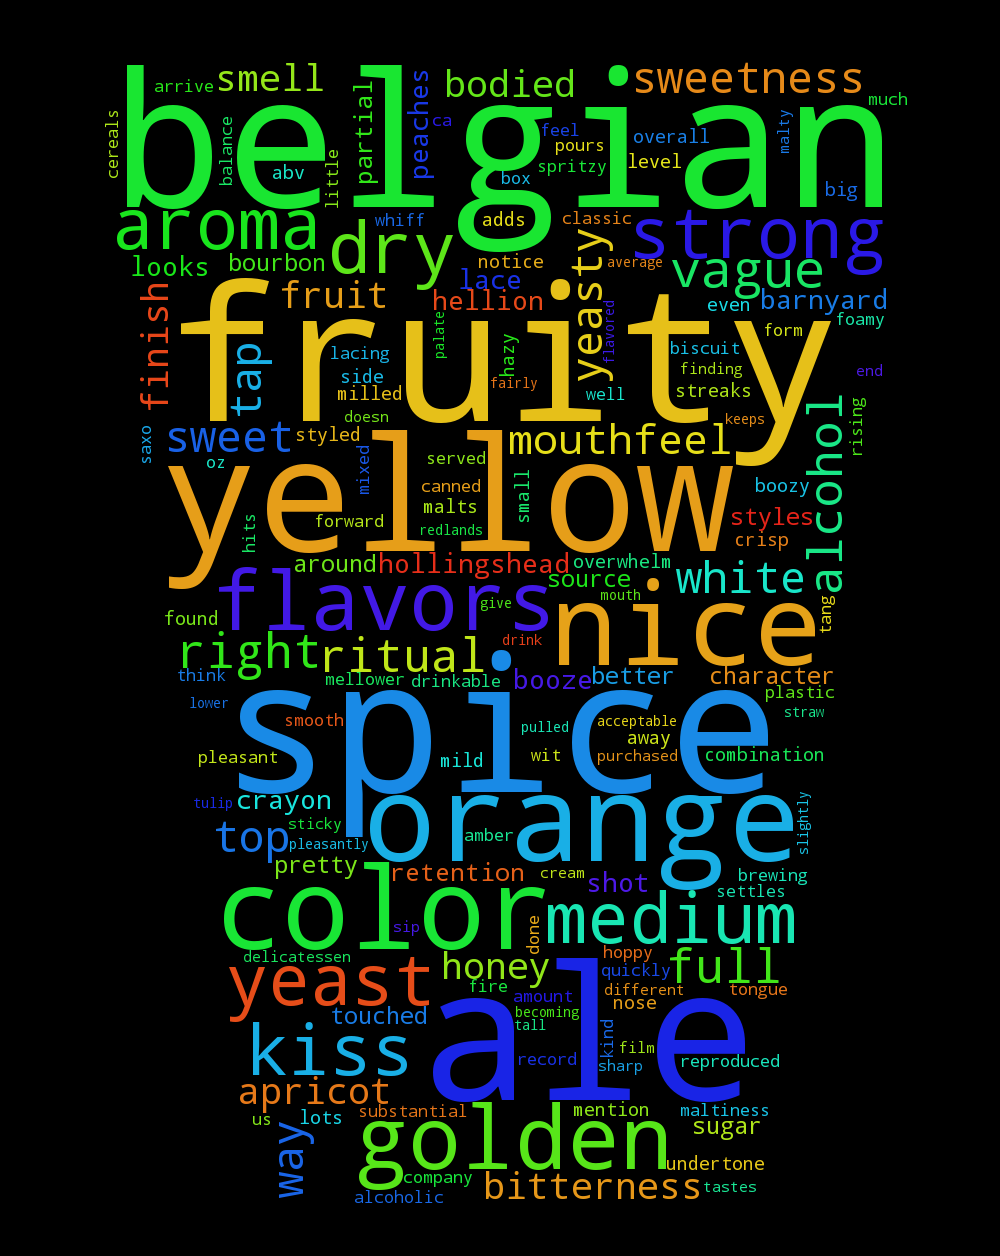 belgian
smell
bodied
sweetness
arrive
partial
peaches
much
cereals
balance
abv
little
ca
feel
pours
spritzy
box
overall
level
malty
big
aroma
dry
whiff
adds
classic
strong
looks
bourbon
notice
lace
yeasty
average
vague
finish
fruit
hellion
fruity
even
barnyard
form
foamy
tap
lacing
side
milled
palate
hazy
fairly
flavored
well
biscuit
finding
streaks
end
doesn
keeps
saxo
sweet
styled
oz
mixed
yellow
served
canned
malts
small
mouthfeel
boozy
alcohol
rising
hits
forward
redlands
styles
crisp
around
hollingshead
overwhelm
source
white
flavors
give
mouth
nice
tang
found
right
ritual
drink
think
mellower
drinkable
booze
better
character
plastic
lower
smooth
spice
pulled
acceptable
straw
away
pleasant
mild
wit
purchased
combination
tulip
crayon
orange
slightly
top
sticky
pleasantly
amber
pretty
retention
cream
shot
brewing
settles
color
sip
done
medium
delicatessen
yeast
honey
hoppy
quickly
full
fire
amount
different
tongue
nose
becoming
tall
touched
ale
kiss
record
kind
film
sharp
reproduced
apricot
us
lots
substantial
mention
maltiness
golden
sugar
way
undertone
company
bitterness
tastes
alcoholic